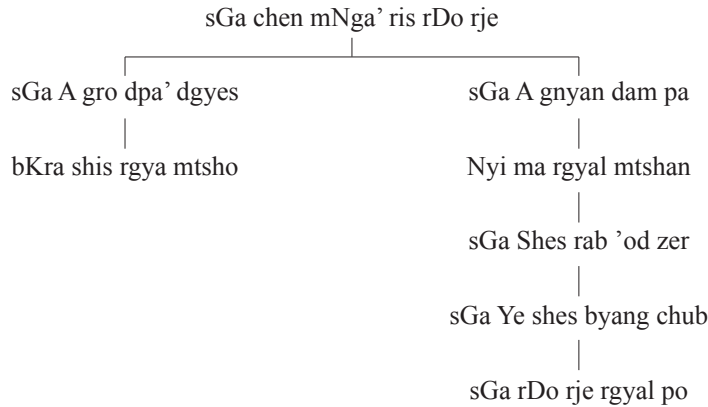 sGa chen mNga’ ris rDo rje
sGa A gro dpa’ dgyes
sGa A gnyan dam pa
bKra shis rgya mtsho
Nyi ma rgyal mtshan
sGa Shes rab ’od zer
sGa Ye shes byang chub
sGa rDo rje rgyal po